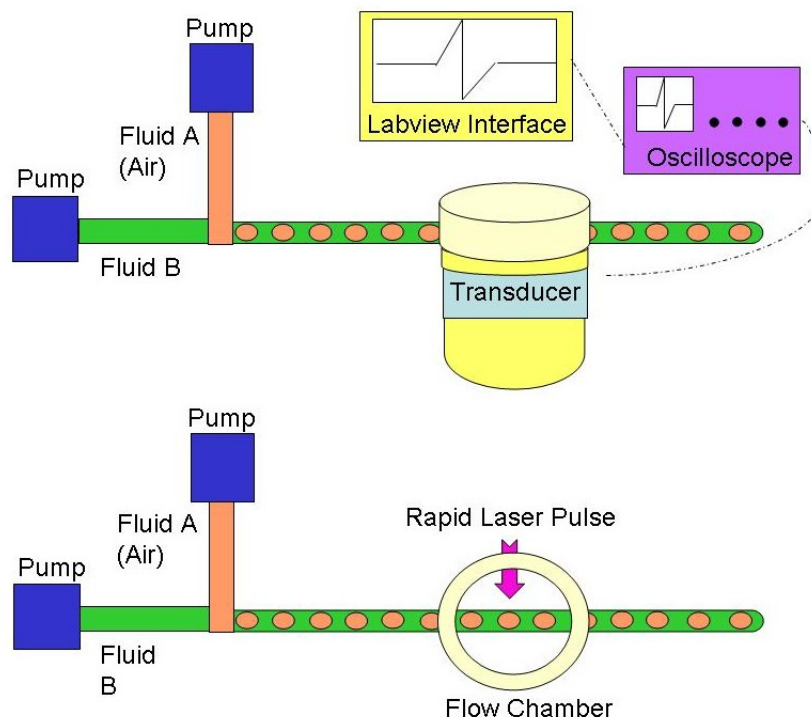 Pump
Fluid A
(Air)
Pump
Fluid B
Labview Interface
Oscilloscope
Transducer
Pump
Fluid A
(Air)
Pump
Fluid
B
Rapid Laser Pulse
Flow Chamber